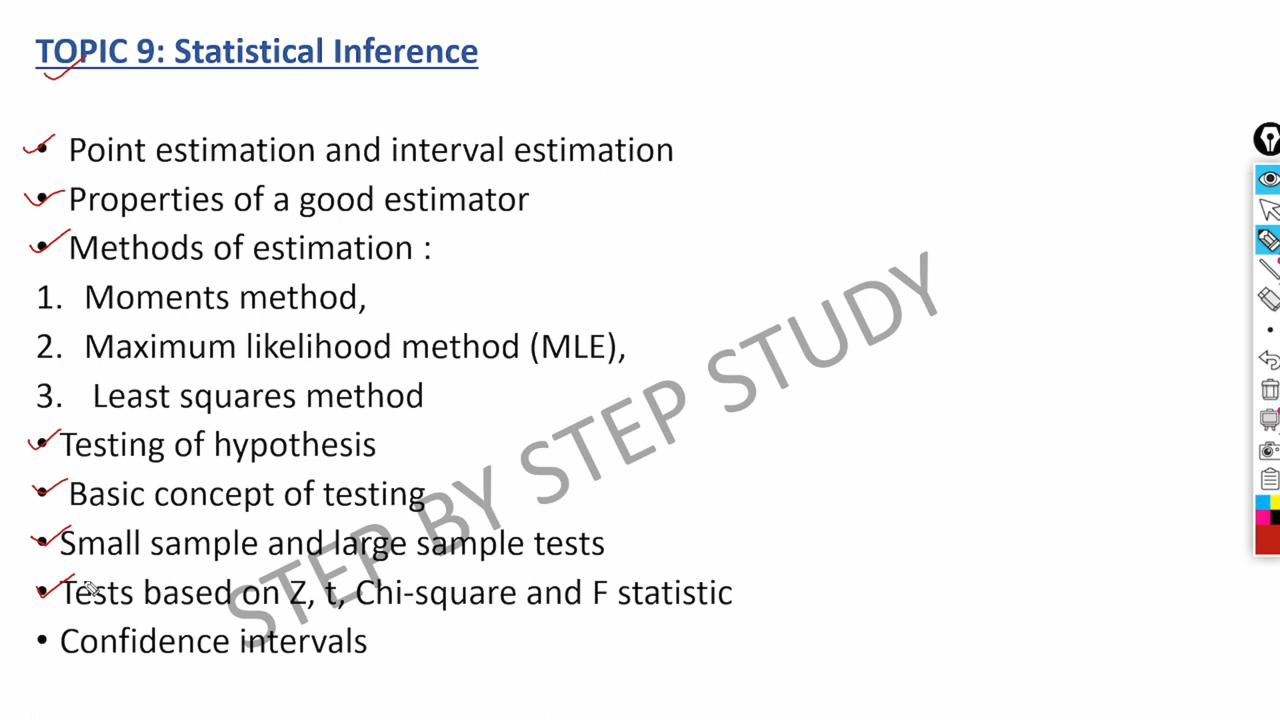 TOPIC 9: Statistical Inference
• Point estimation and interval estimation
• Properties of a good estimator
• Methods of estimation :
1. Moments method,
2. Maximum likelihood method (MLE),
3. Least squares method
• Testing of hypothesis
• Basic concept of testing
• Small sample and large sample tests
• Tests based on Z, t, Chi-square and F statistic
• Confidence intervals
STEP BY STEP STUDY